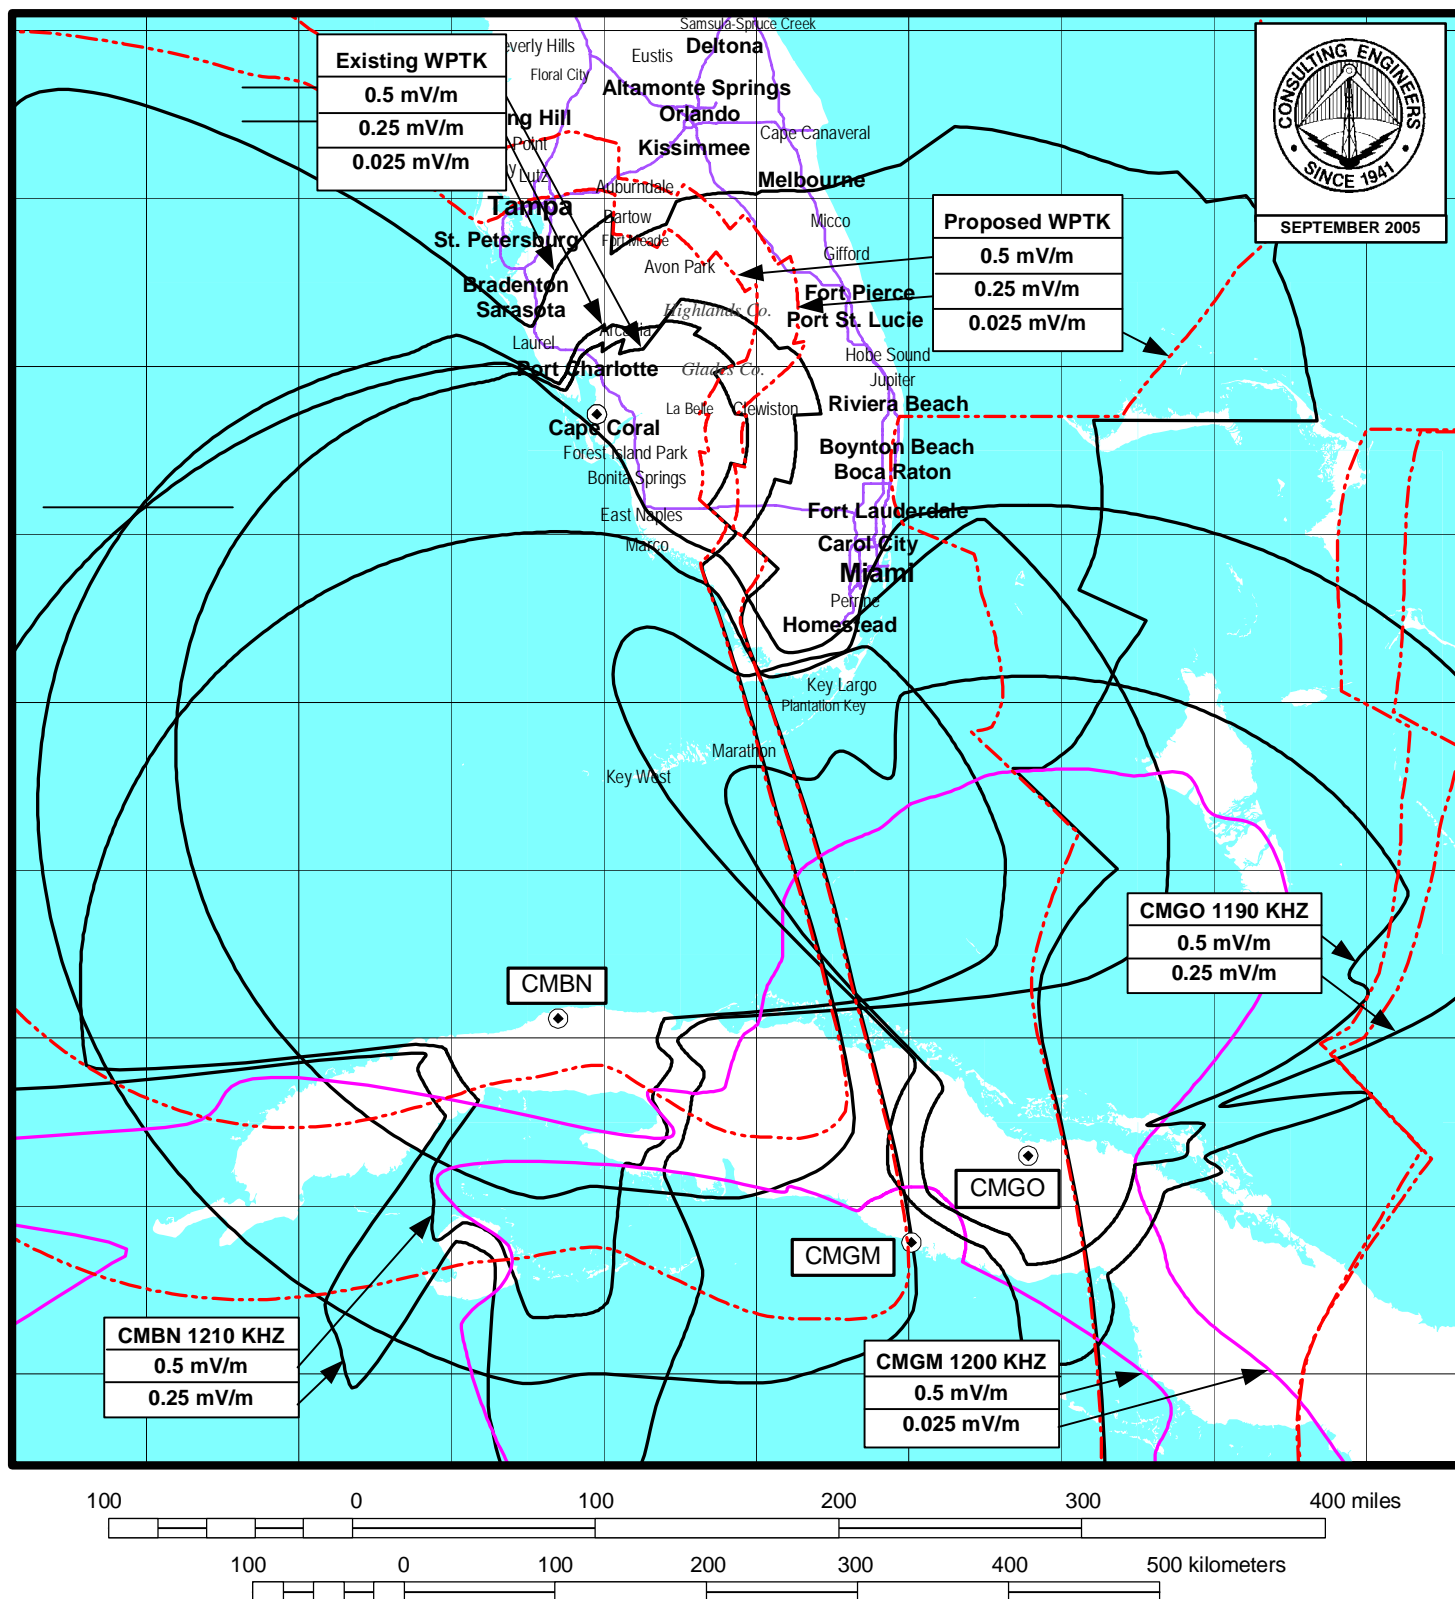 Samsula-Spruce Creek
everly Hills
Eustis
Deltona
Floral City
Altamonte Springs
ng Hill
Orlando
Cape Canaveral
Point
Kissimmee
y
Lutz
Auburndale
Melbourne
Tampa
Bartow
Micco
St. Petersburg
Fort Meade
Gifford
Avon Park
Bradenton
Sarasota
Fort Pierce
Highlands Co.
Port St. Lucie
Arcadia
Laurel
Hobe Sound
Port Charlotte
Glades Co.
Jupiter
La Belle
Clewiston
Riviera Beach
Cape Coral
Forest Island Park
Boynton Beach
Bonita Springs
Boca Raton
East Naples
Fort Lauderdale
Marco
Carol City
Miami
Perrine
Homestead
Key Largo
Plantation Key
Marathon
Key West
Existing WPTK
0.5 mV/m
0.25 mV/m
0.025 mV/m
CONSULTING ENGINEERS
• SINCE 1941 •
SEPTEMBER 2005
Proposed WPTK
0.5 mV/m
0.25 mV/m
0.025 mV/m
CMGO 1190 KHZ
0.5 mV/m
0.25 mV/m
CMBN
CMGO
CMGM
CMBN 1210 KHZ
0.5 mV/m
0.25 mV/m
CMGM 1200 KHZ
0.5 mV/m
0.025 mV/m
100 0 100 200 300 400 miles
100 0 100 200 300 400 500 kilometers